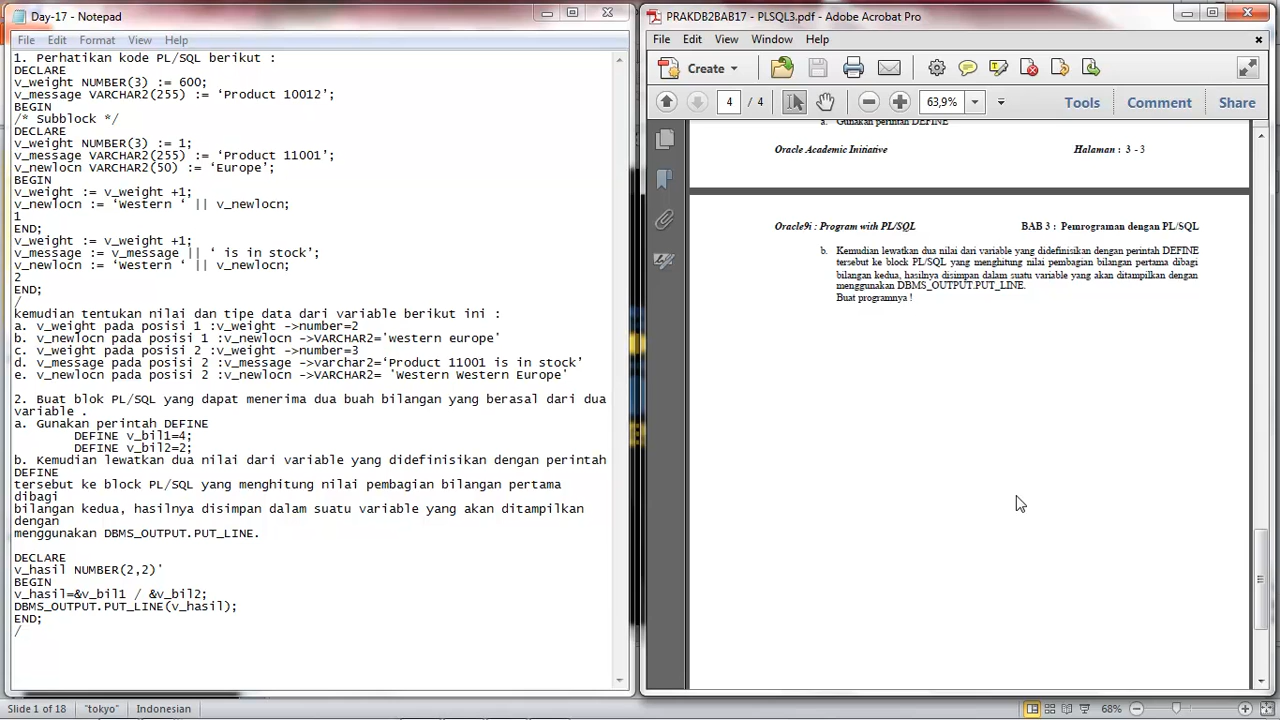 Day-17 - Notepad
File Edit Format View Help
1. Perhatikan kode PL/SQL berikut :
DECLARE
v_weight NUMBER(3) := 600;
v_message VARCHAR2(255) := ‘Product 10012’;
BEGIN
/* Subblock */
DECLARE
v_weight NUMBER(3) := 1;
v_message VARCHAR2(255) := ‘Product 11001’;
v_newlocn VARCHAR2(50) := ‘Europe’;
BEGIN
v_weight := v_weight +1;
v_newlocn := ‘Western ‘ || v_newlocn;
1
END;
v_weight := v_weight +1;
v_message := v_message || ‘ is in stock’;
v_newlocn := ‘Western ‘ || v_newlocn;
2
END;
/
kemudian tentukan nilai dan tipe data dari variable berikut ini :
a. v_weight pada posisi 1 :v_weight ->number=2
b. v_newlocn pada posisi 1 :v_newlocn ->VARCHAR2='western europe'
c. v_weight pada posisi 2 :v_weight ->number=3
d. v_message pada posisi 2 :v_message ->varchar2=‘Product 11001 is in stock’
e. v_newlocn pada posisi 2 :v_newlocn ->VARCHAR2= 'Western Western Europe'
2. Buat blok PL/SQL yang dapat menerima dua buah bilangan yang berasal dari dua
variable .
a. Gunakan perintah DEFINE
DEFINE v_bil1=4;
DEFINE v_bil2=2;
b. Kemudian lewatkan dua nilai dari variable yang didefinisikan dengan perintah
DEFINE
tersebut ke block PL/SQL yang menghitung nilai pembagian bilangan pertama
dibagi
bilangan kedua, hasilnya disimpan dalam suatu variable yang akan ditampilkan
dengan
menggunakan DBMS_OUTPUT.PUT_LINE.
DECLARE
v_hasil NUMBER(2,2)'
BEGIN
v_hasil=&v_bil1 / &v_bil2;
DBMS_OUTPUT.PUT_LINE(v_hasil);
END;
/
PRAKDB2BAB17 - PLSQL3.pdf - Adobe Acrobat Pro
File Edit View Window Help
Create
4 / 4
63,9%
Tools Comment Share
a. Gunakan perintah DEFINE
Oracle Academic Initiative Halaman : 3 - 3
Oracle9i : Program with PL/SQL BAB 3 : Pemrograman dengan PL/SQL
b. Kemudian lewatkan dua nilai dari variable yang didefinisikan dengan perintah DEFINE
tersebut ke block PL/SQL yang menghitung nilai pembagian bilangan pertama dibagi
bilangan kedua, hasilnya disimpan dalam suatu variable yang akan ditampilkan dengan
menggunakan DBMS_OUTPUT.PUT_LINE.
Buat programnya !
Slide 1 of 18 "tokyo" Indonesian 68%